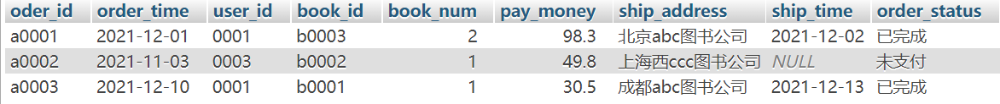 oder_id order_time user_id book_id book_num pay_money ship_address ship_time order_status
a0001 2021-12-01 0001 b0003 2 98.3 北京abc图书公司 2021-12-02 已完成
a0002 2021-11-03 0003 b0002 1 49.8 上海西ccc图书公司 NULL 未支付
a0003 2021-12-10 0001 b0001 1 30.5 成都abc图书公司 2021-12-13 已完成